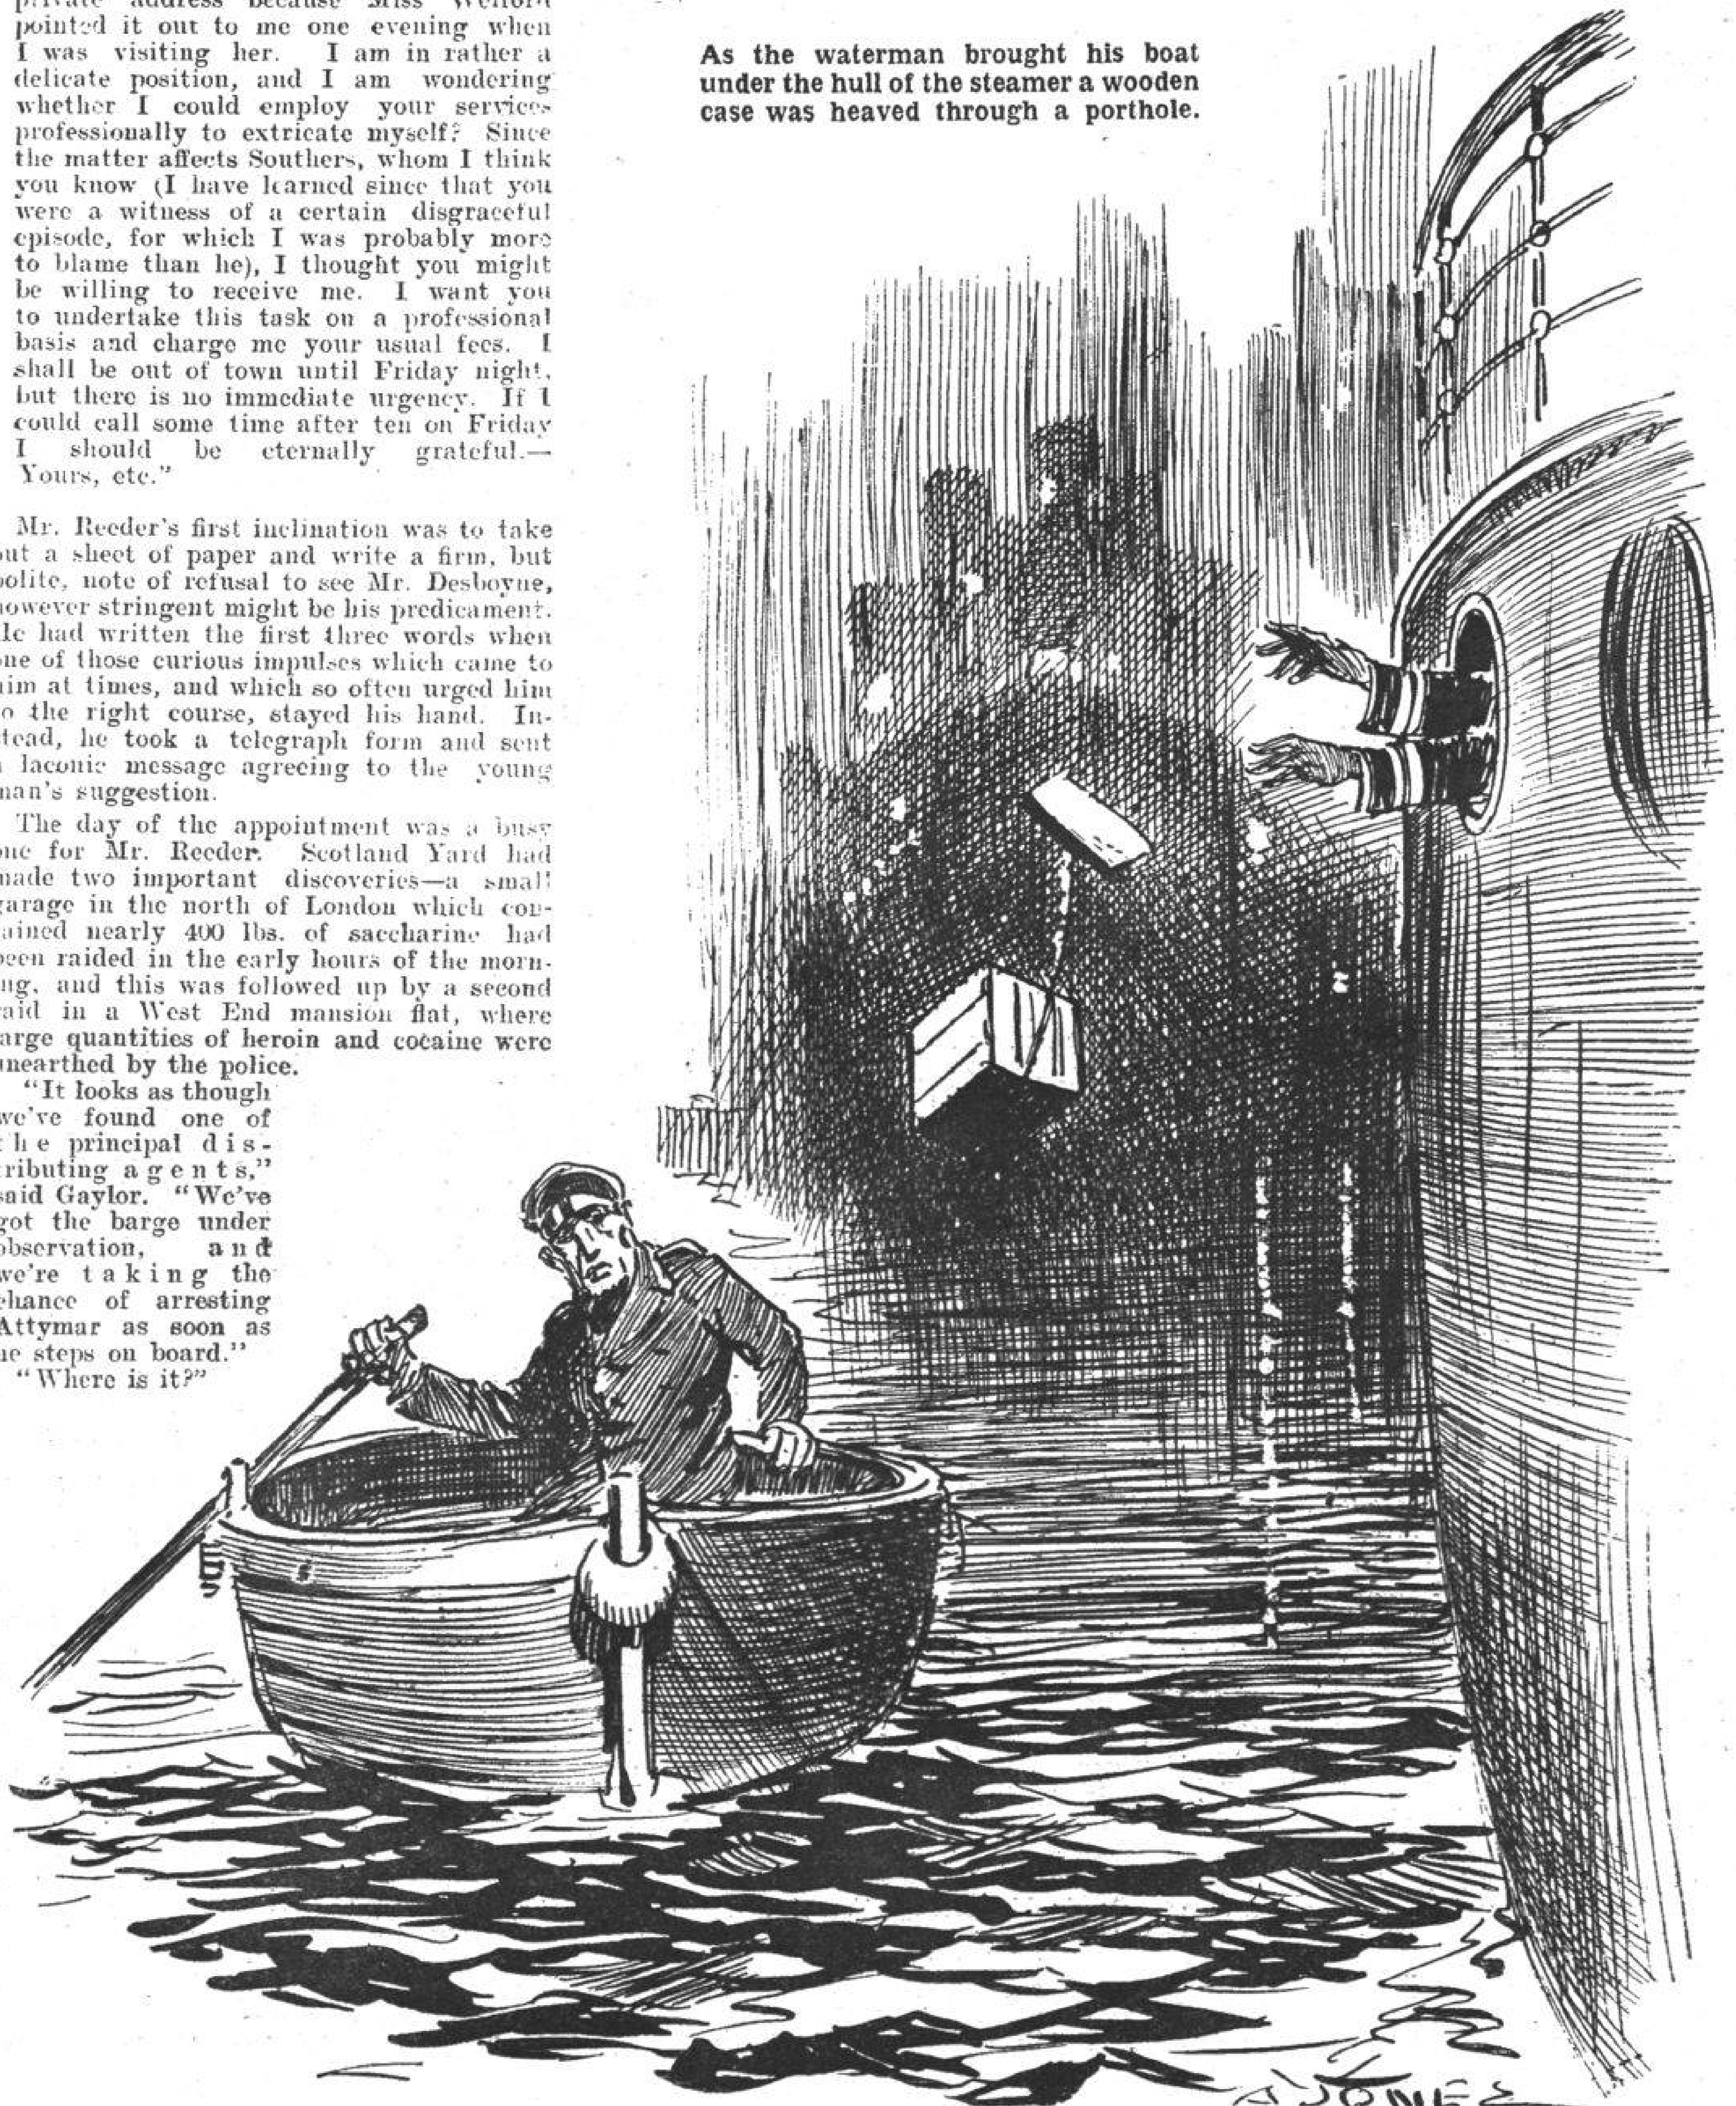 private address because Miss Welford
pointed it out to me one evening when
I was visiting her. I am in rather a
delicate position, and I am wondering
whether I could employ your services
professionally to extricate myself? Since
the matter affects Southers, whom I think
you know (I have learned since that you
were a witness of a certain disgraceful
episode, for which I was probably more
to blame than he), I thought you might
be willing to receive me. I want you
to undertake this task on a professional
basis and charge me your usual fees. I
shall be out of town until Friday night,
but there is no immediate urgency. If I
could call some time after ten on Friday
I should be eternally grateful.—
Yours, etc."
Mr. Reeder's first inclination was to take
ut a sheet of paper and write a firm, but
olite, note of refusal to see Mr. Desboyne,
owever stringent might be his predicament.
He had written the first three words when
ne of those curious impulses which came to
im at times, and which so often urged him
o the right course, stayed his hand. In-
tead, he took a telegraph form and sent
laconic message agreeing to the young
man's suggestion.
The day of the appointment was a busy
one for Mr. Reeder. Scotland Yard had
made two important discoveries—a small
garage in the north of London which con-
ained nearly 400 lbs. of saccharine had
been raided in the early hours of the morn-
ng, and this was followed up by a second
raid in a West End mansion flat, where
arge quantities of heroin and cocaine were
unearthed by the police.
"It looks as though
we've found one of
the principal dis-
tributing agents,"
said Gaylor. "We've
got the barge under
observation, and
we're taking the
chance of arresting
Attymar as soon as
he steps on board."
"Where is it?"
As the waterman brought his boat
under the hull of the steamer a wooden
case was heaved through a porthole.
JONES